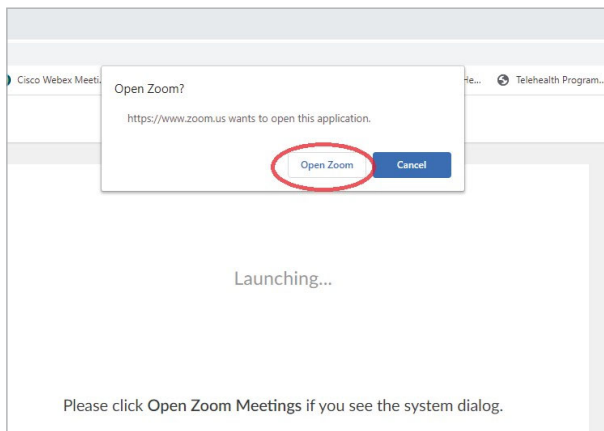 Cisco Webex Meeti...
He...
Telehealth Program...
Open Zoom?
https://www.zoom.us wants to open this application.
Open Zoom
Cancel
Launching...
Please click Open Zoom Meetings if you see the system dialog.